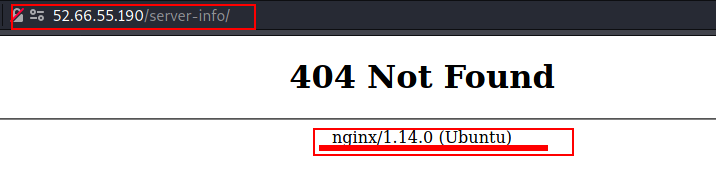 52.66.55.190/server-info/
404 Not Found
nginx/1.14.0 (Ubuntu)